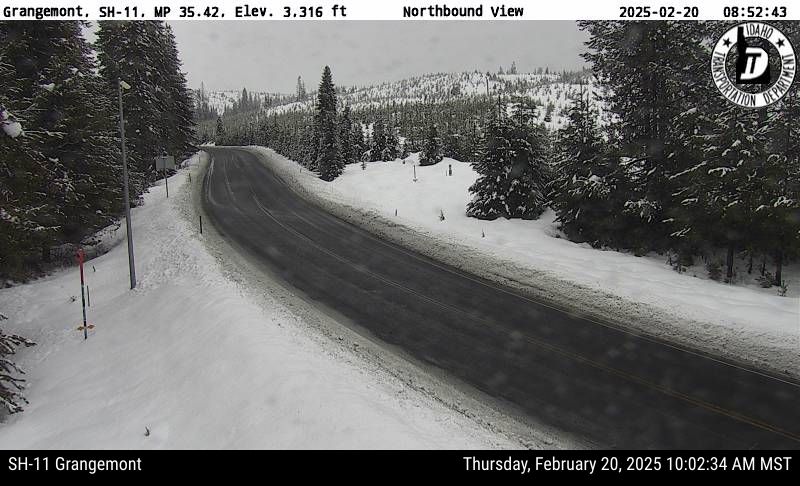 Grangemont, SH-11, MP 35.42, Elev. 3,316 ft Northbound View 2025-02-20 08:52:43
IDAHO
TRANSPORTATION DEPARTMENT
SH-11 Grangemont Thursday, February 20, 2025 10:02:34 AM MST